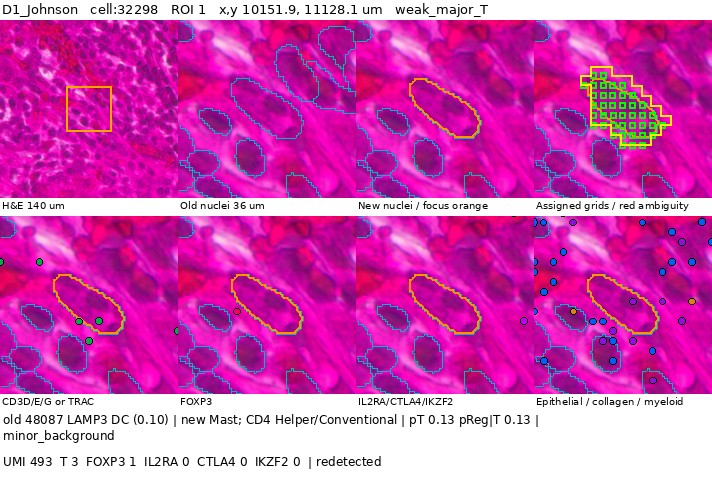 D1_Johnson cell:32298 ROI 1 x,y 10151.9, 11128.1 um weak_major_T
H&E 140 um
Old nuclei 36 um
New nuclei / focus orange
Assigned grids / red ambiguity
CD3D/E/G or TRAC
FOXP3
IL2RA/CTLA4/IKZF2
Epithelial / collagen / myeloid
old 48087 LAMP3 DC (0.10) | new Mast; CD4 Helper/Conventional | pT 0.13 pReg|T 0.13 |
minor_background
UMI 493 T 3 FOXP3 1 IL2RA 0 CTLA4 0 IKZF2 0 | redetected